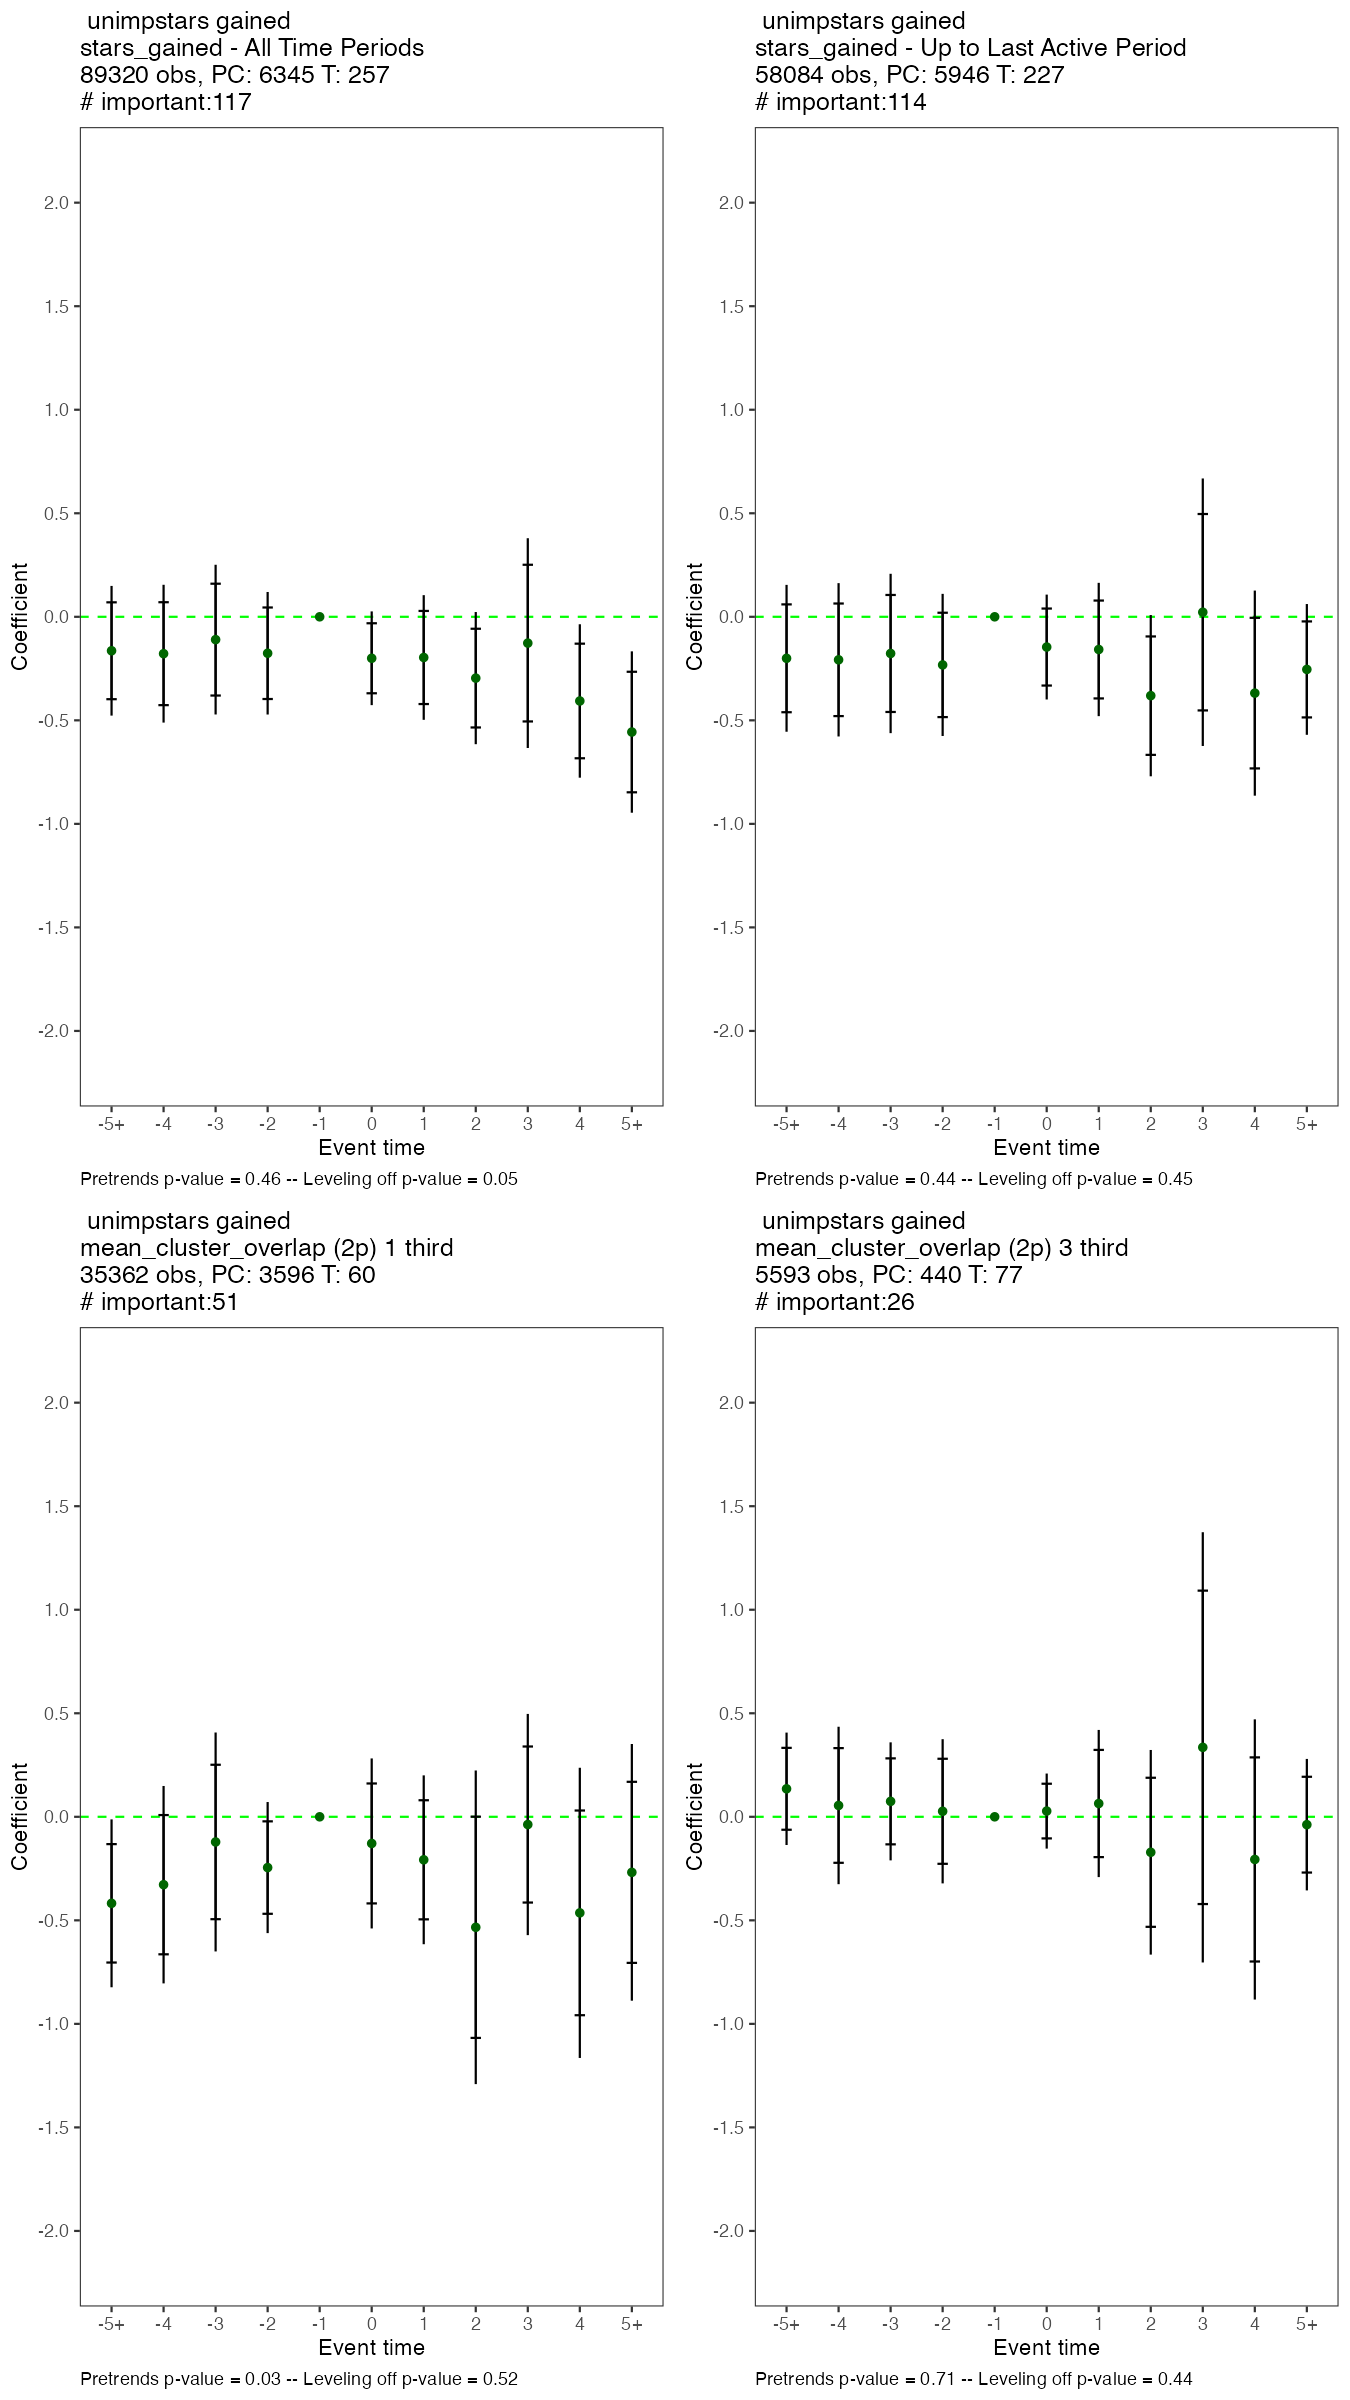 unimpstars gained
stars_gained - All Time Periods
89320 obs, PC: 6345 T: 257
# important:117
2.0
1.5
1.0
0.5
0.0
-0.5
-1.0
-1.5
-2.0
Coefficient
-5+ -4 -3 -2 -1 0 1 2 3 4 5+
Event time
Pretrends p-value = 0.46 -- Leveling off p-value = 0.05
unimpstars gained
stars_gained - Up to Last Active Period
58084 obs, PC: 5946 T: 227
# important:114
2.0
1.5
1.0
0.5
0.0
-0.5
-1.0
-1.5
-2.0
Coefficient
-5+ -4 -3 -2 -1 0 1 2 3 4 5+
Event time
Pretrends p-value = 0.44 -- Leveling off p-value = 0.45
unimpstars gained
mean_cluster_overlap (2p) 1 third
35362 obs, PC: 3596 T: 60
# important:51
2.0
1.5
1.0
0.5
0.0
-0.5
-1.0
-1.5
-2.0
Coefficient
-5+ -4 -3 -2 -1 0 1 2 3 4 5+
Event time
Pretrends p-value = 0.03 -- Leveling off p-value = 0.52
unimpstars gained
mean_cluster_overlap (2p) 3 third
5593 obs, PC: 440 T: 77
# important:26
2.0
1.5
1.0
0.5
0.0
-0.5
-1.0
-1.5
-2.0
Coefficient
-5+ -4 -3 -2 -1 0 1 2 3 4 5+
Event time
Pretrends p-value = 0.71 -- Leveling off p-value = 0.44